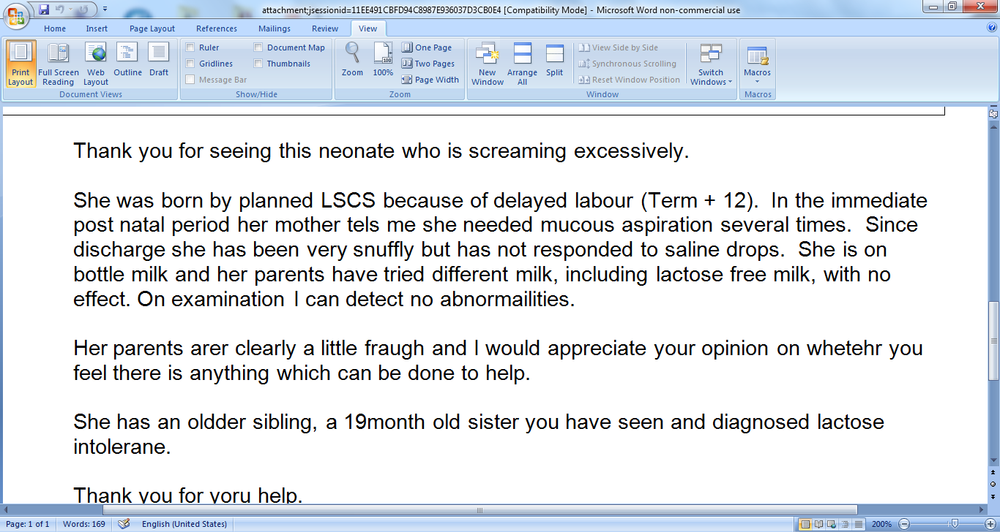 attachment;jsessionid=11EE491CBFD94C8987E936037D3CB0E4 [Compatibility Mode] - Microsoft Word non-commercial use
Home Insert Page Layout References Mailings Review View
Print Layout
Full Screen Reading
Web Layout
Outline
Draft
Document Views
Ruler
Gridlines
Message Bar
Document Map
Thumbnails
Show/Hide
Zoom
100%
One Page
Two Pages
Page Width
Zoom
New Window
Arrange All
Split
View Side by Side
Synchronous Scrolling
Reset Window Position
Window
Switch Windows
Macros
Macros
Thank you for seeing this neonate who is screaming excessively.
She was born by planned LSCS because of delayed labour (Term + 12).  In the immediate
post natal period her mother tells me she needed mucous aspiration several times.  Since
discharge she has been very snuffly but has not responded to saline drops.  She is on
bottle milk and her parents have tried different milk, including lactose free milk, with no
effect. On examination I can detect no abnormailities.
Her parents arer clearly a little fraugh and I would appreciate your opinion on whetehr you
feel there is anything which can be done to help.
She has an oldder sibling, a 19month old sister you have seen and diagnosed lactose
intolerane.
Thank you for yoru help.
Page: 1 of 1 Words: 169 English (United States) 200%